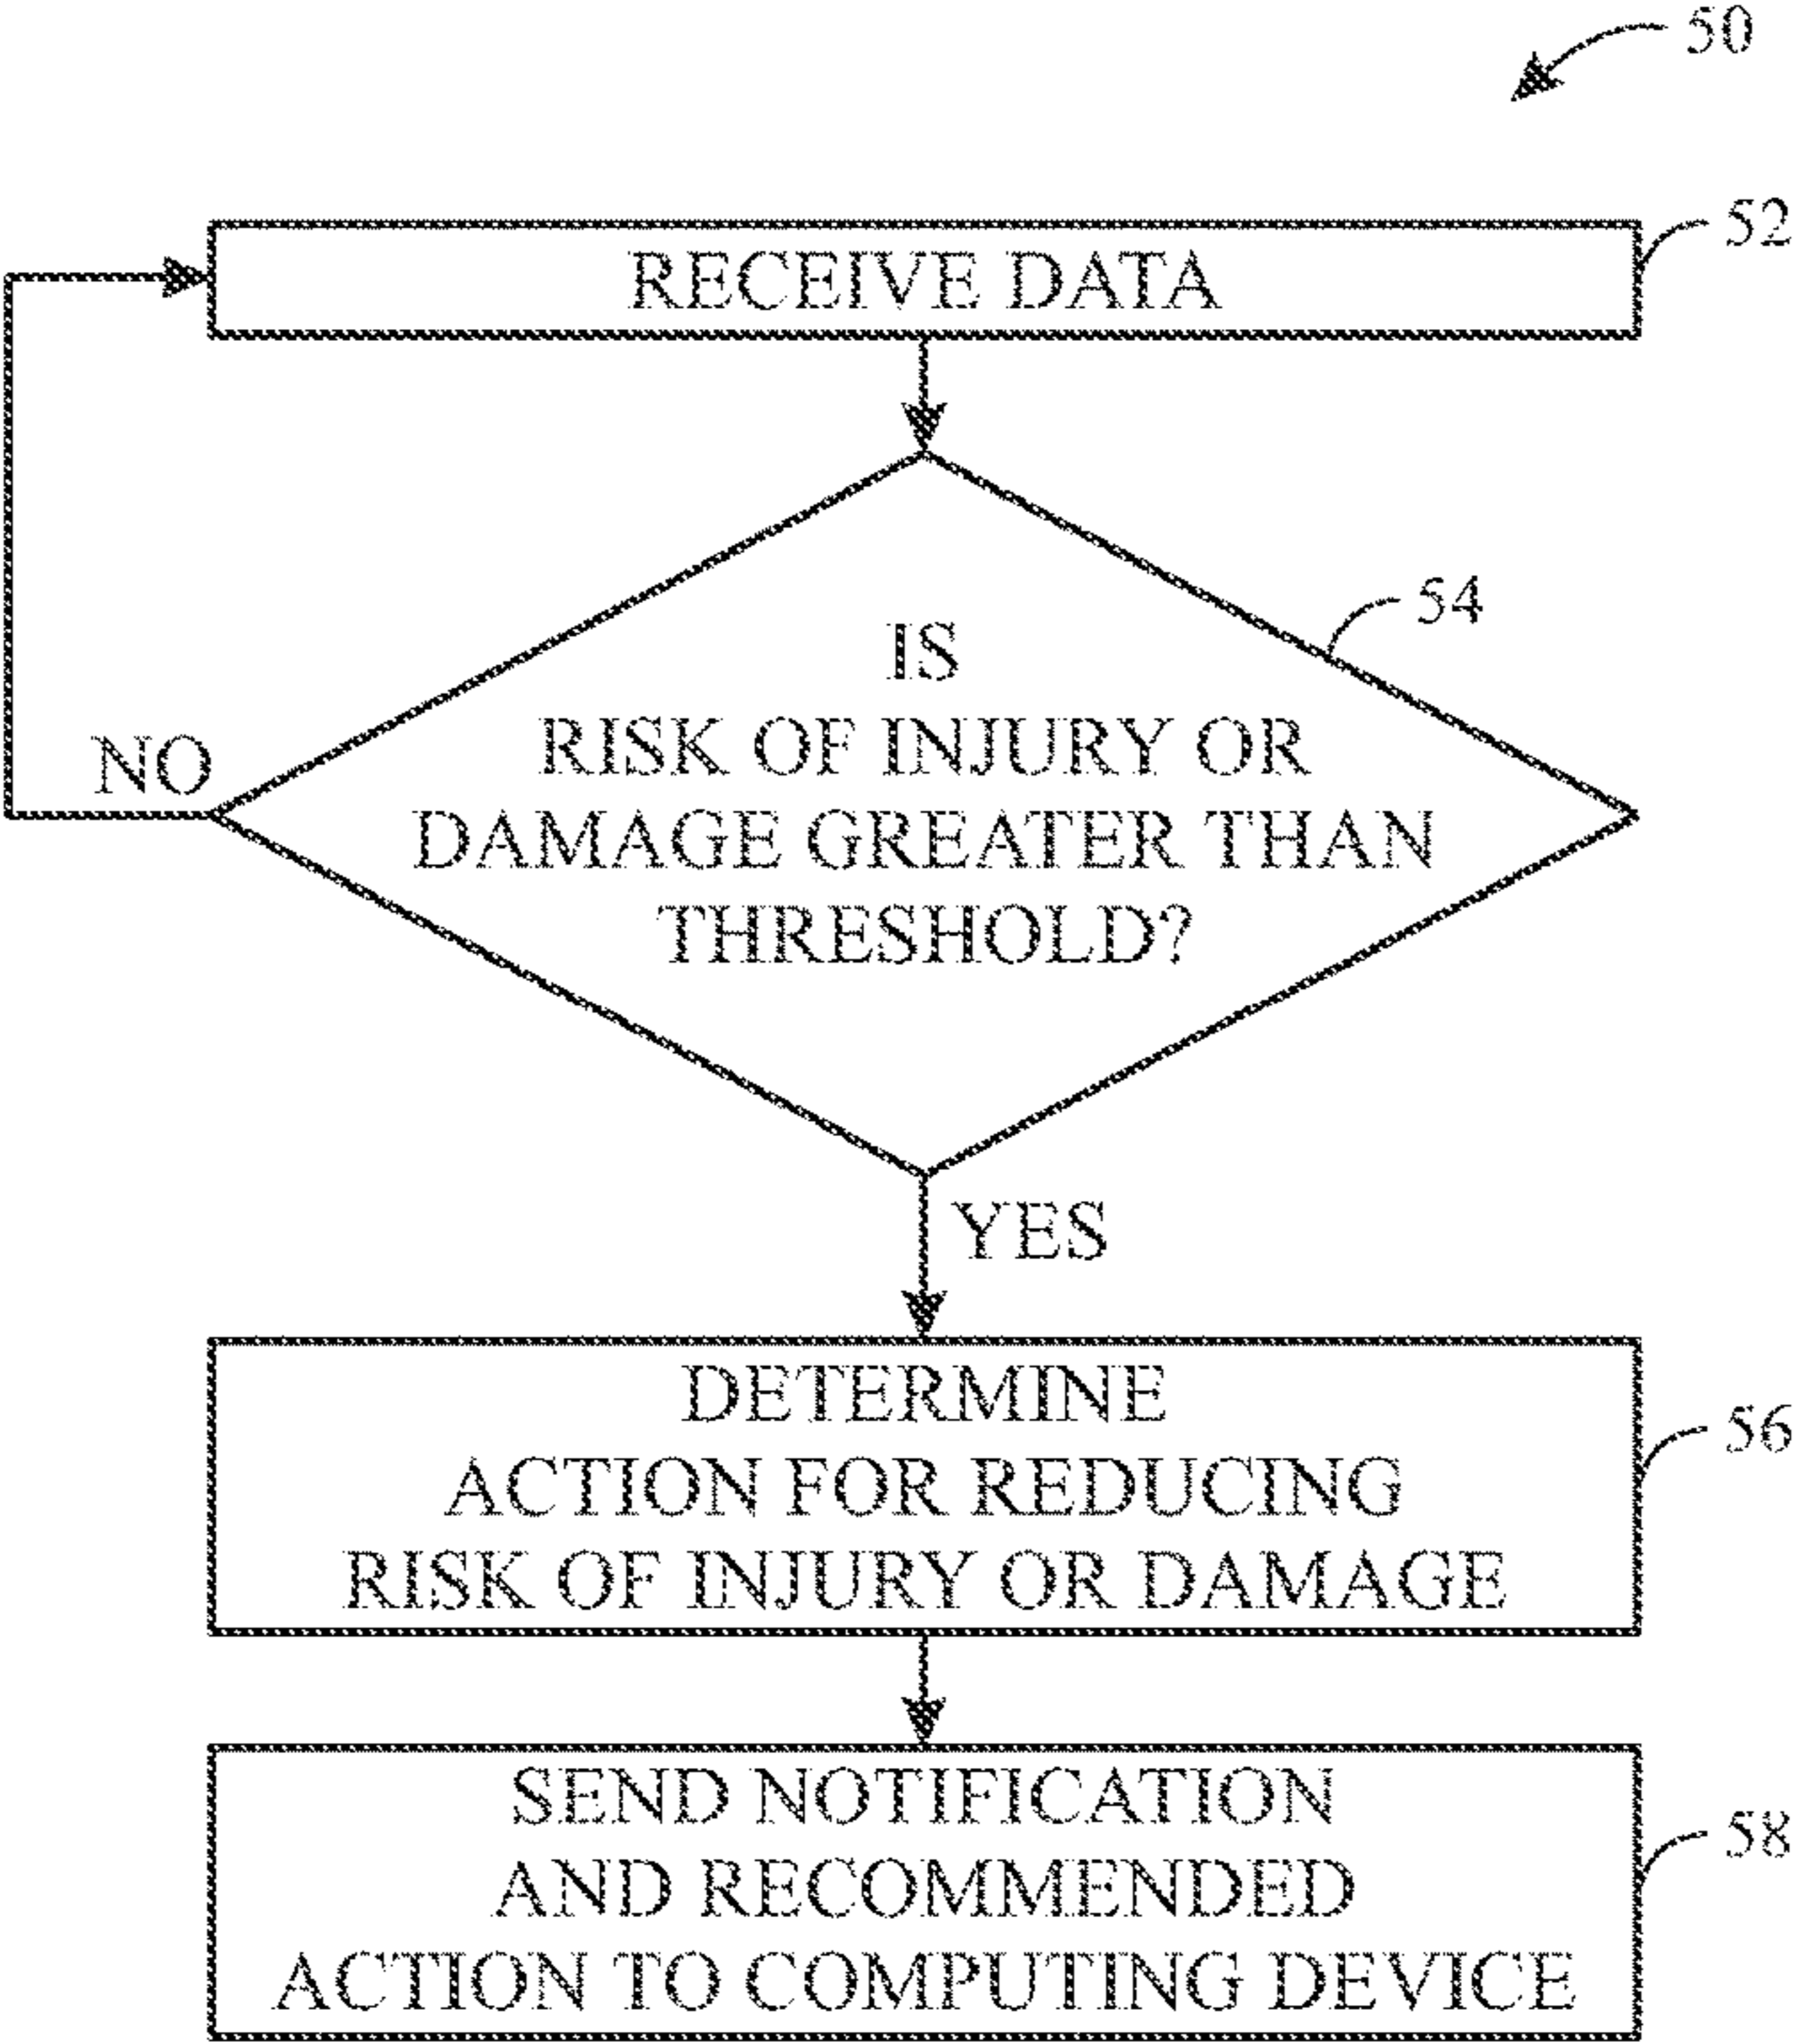 50
RECEIVE DATA
52
IS
RISK OF INJURY OR
DAMAGE GREATER THAN
THRESHOLD?
54
NO
YES
DETERMINE
ACTION FOR REDUCING
RISK OF INJURY OR DAMAGE
56
SEND NOTIFICATION
AND RECOMMENDED
ACTION TO COMPUTING DEVICE
58